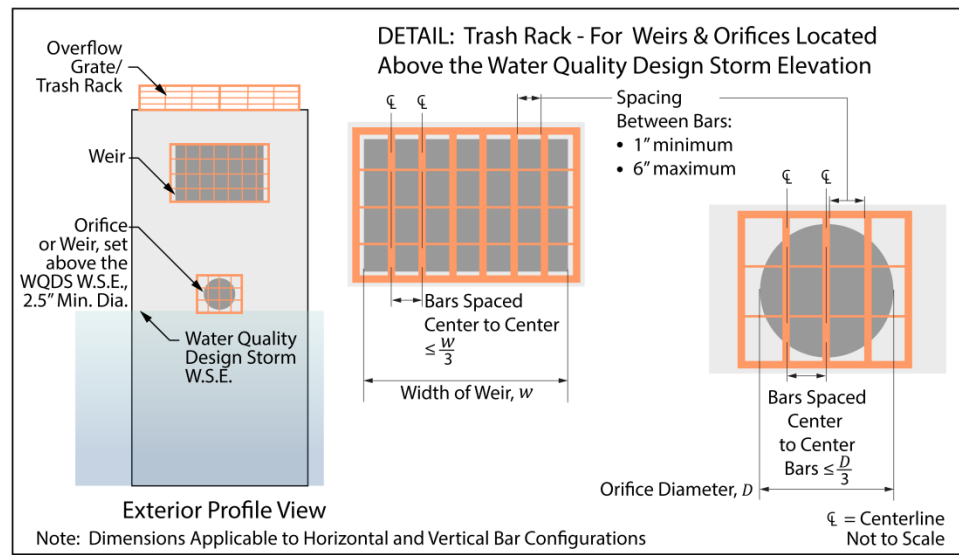 DETAIL: Trash Rack - For Weirs & Orifices Located
Above the Water Quality Design Storm Elevation
Overflow
Grate/
Trash Rack
Weir
Orifice
or Weir, set
above the
WQDS W.S.E.,
2.5” Min. Dia.
Water Quality
Design Storm
W.S.E.
Exterior Profile View
℄ ℄
Bars Spaced
Center to Center
≤ w/3
Width of Weir, w
Spacing
Between Bars:
• 1” minimum
• 6” maximum
℄ ℄
Bars Spaced
Center
to Center
Bars ≤ D/3
Orifice Diameter, D
℄ = Centerline
Not to Scale
Note: Dimensions Applicable to Horizontal and Vertical Bar Configurations